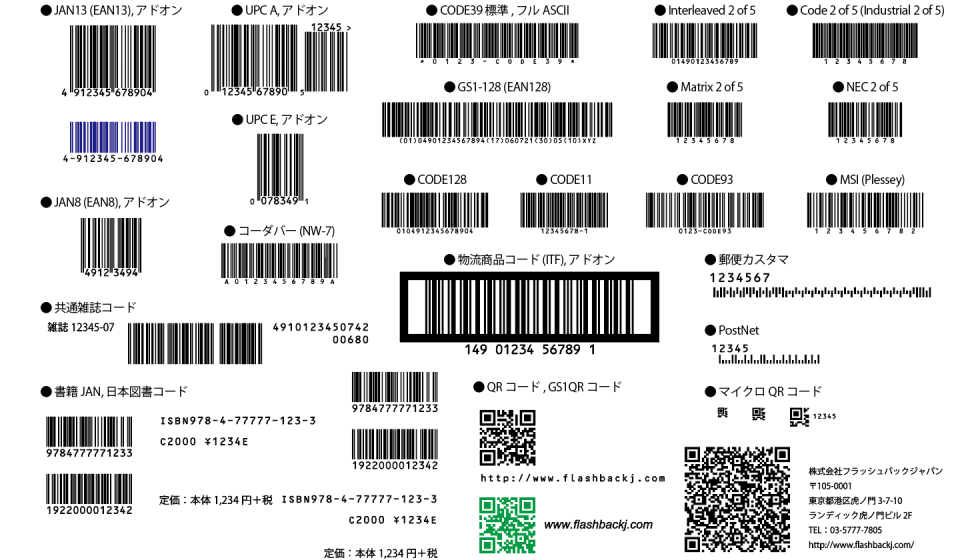 ● JAN13 (EAN13), アドオン
4 912345 678904
4-912345-678904
● UPC A, アドオン
12345 >
0 12345 67890 5
● UPC E, アドオン
0 078349 1
● JAN8 (EAN8), アドオン
4912 3494
● コーダバー (NW-7)
A 0 1 2 3 4 5 6 7 8 9 A
● CODE39 標準 , フル ASCII
* 0 1 2 3 - C O D E 3 9 *
● Interleaved 2 of 5
01490123456789
● Code 2 of 5 (Industrial 2 of 5)
1 2 3 4 5 6 7 8
● GS1-128 (EAN128)
(01)04901234567894(17)060721(30)05(10)XYZ
● Matrix 2 of 5
1 2 3 4 5 6 7 8
● NEC 2 of 5
1 2 3 4 5 6 7 8
● CODE128
0104912345678904
● CODE11
12345678-1
● CODE93
0123-CODE93
● MSI (Plessey)
1 2 3 4 5 6 7 8 2
● 物流商品コード (ITF), アドオン
149 01234 56789 1
● 郵便カスタマ
1234567
● PostNet
12345
● 共通雑誌コード
雑誌 12345-07
4910123450742
00680
● 書籍 JAN, 日本図書コード
9784777771233
ISBN978-4-77777-123-3
C2000 ¥1234E
1922000012342
定価：本体 1,234 円＋税
9784777771233
1922000012342
ISBN978-4-77777-123-3
C2000 ¥1234E
定価：本体 1,234 円＋税
● QR コード , GS1QR コード
http://www.flashbackj.com
www.flashbackj.com
● マイクロ QR コード
12345
株式会社フラッシュバックジャパン
〒105-0001
東京都港区虎ノ門 3-7-10
ランディック虎ノ門ビル 2F
TEL：03-5777-7805
http://www.flashbackj.com/